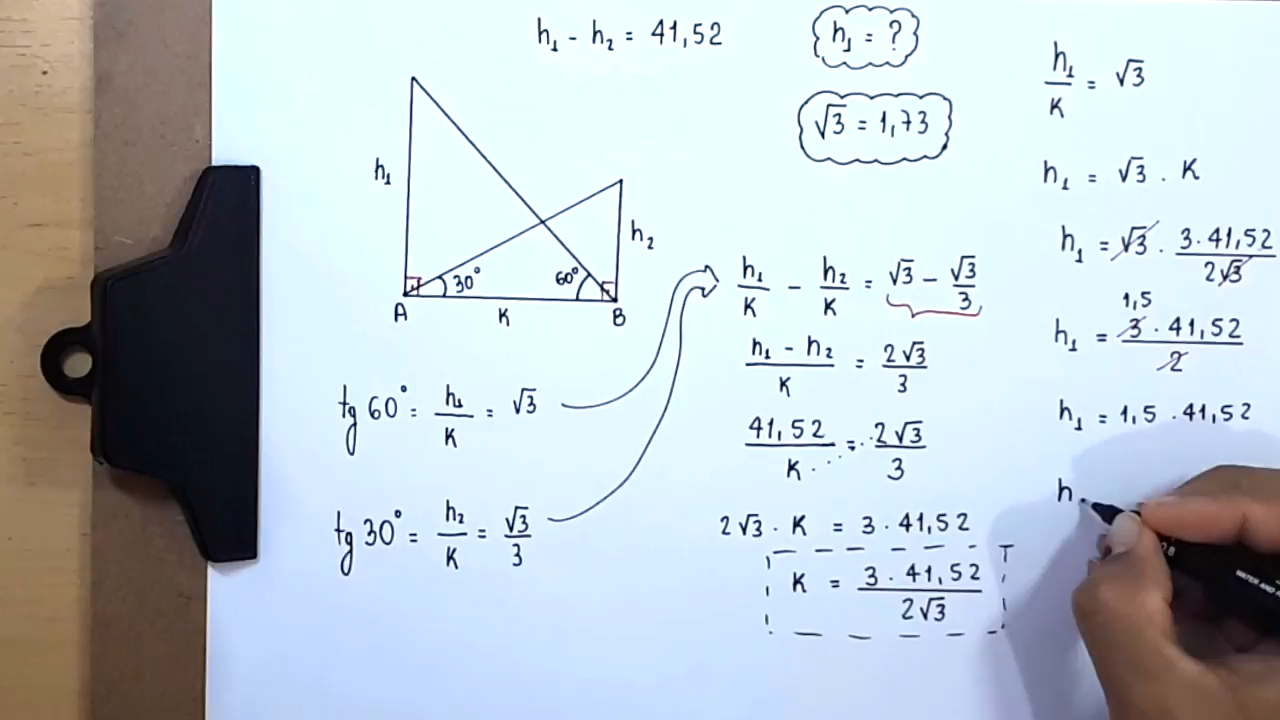 h₁ - h₂ = 41,52
h₁ = ?
√3 = 1,73
h₁
h₂
30°
60°
A
K
B
tg 60° = h₁/K = √3
tg 30° = h₂/K = √3/3
h₁/K - h₂/K = √3 - √3/3
h₁ - h₂/K = 2√3/3
41,52/K = 2√3/3
2√3 . K = 3 . 41,52
K = 3 . 41,52/2√3
h₁/K = √3
h₁ = √3 . K
h₁ = √3 . 3 . 41,52/2√3
1,5
h₁ = 3 . 41,52/2
h₁ = 1,5 . 41,52
h